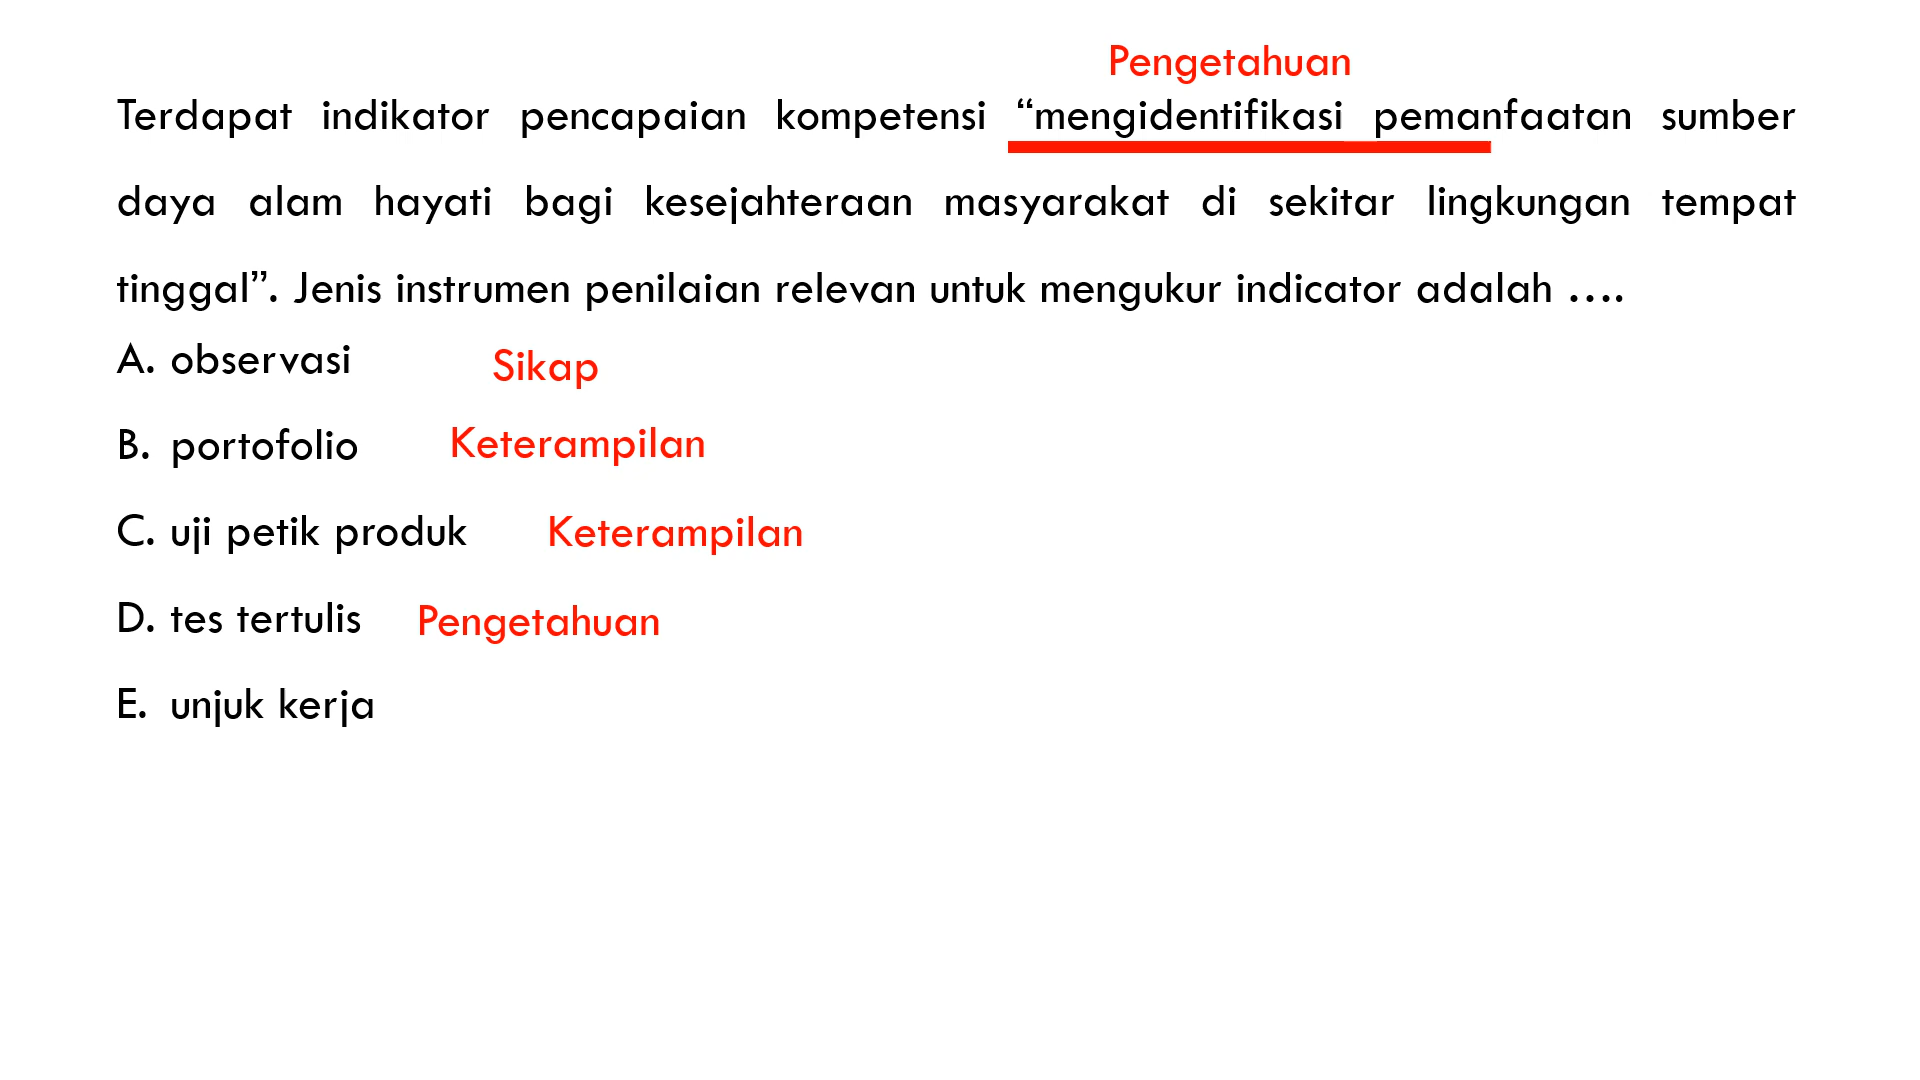 Pengetahuan
Terdapat indikator pencapaian kompetensi “mengidentifikasi pemanfaatan sumber
daya alam hayati bagi kesejahteraan masyarakat di sekitar lingkungan tempat
tinggal”. Jenis instrumen penilaian relevan untuk mengukur indicator adalah ….
A. observasi Sikap
B. portofolio Keterampilan
C. uji petik produk Keterampilan
D. tes tertulis Pengetahuan
E. unjuk kerja